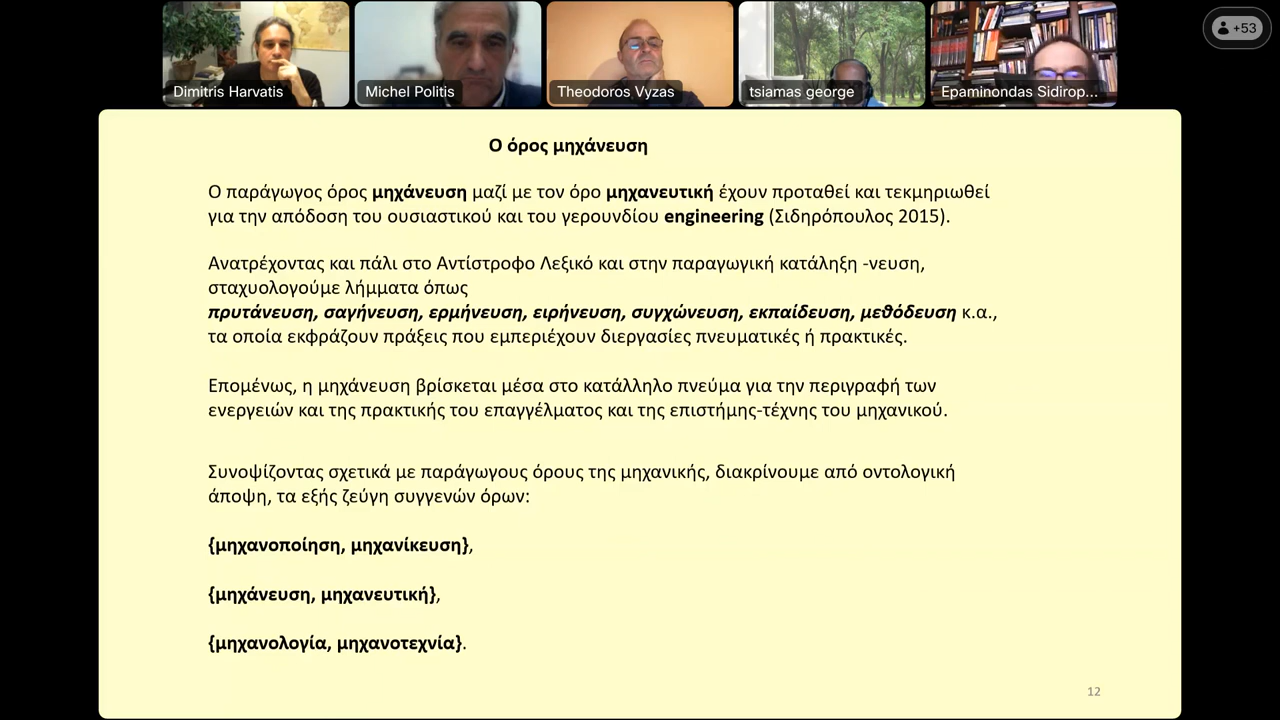 Dimitris Harvatis
Michel Politis
Theodoros Vyzas
tsiamas george
Epaminondas Sidirop...
+53
Ο όρος μηχάνευση
Ο παράγωγος όρος μηχάνευση μαζί με τον όρο μηχανευτική έχουν προταθεί και τεκμηριωθεί
για την απόδοση του ουσιαστικού και του γερουνδίου engineering (Σιδηρόπουλος 2015).
Ανατρέχοντας και πάλι στο Αντίστροφο Λεξικό και στην παραγωγική κατάληξη -νευση,
σταχυολογούμε λήμματα όπως
πρυτάνευση, σαγήνευση, ερμήνευση, ειρήνευση, συγχώνευση, εκπαίδευση, μεθόδευση κ.α.,
τα οποία εκφράζουν πράξεις που εμπεριέχουν διεργασίες πνευματικές ή πρακτικές.
Επομένως, η μηχάνευση βρίσκεται μέσα στο κατάλληλο πνεύμα για την περιγραφή των
ενεργειών και της πρακτικής του επαγγέλματος και της επιστήμης-τέχνης του μηχανικού.
Συνοψίζοντας σχετικά με παράγωγους όρους της μηχανικής, διακρίνουμε από οντολογική
άποψη, τα εξής ζεύγη συγγενών όρων:
{μηχανοποίηση, μηχανίκευση},
{μηχάνευση, μηχανευτική},
{μηχανολογία, μηχανοτεχνία}.
12